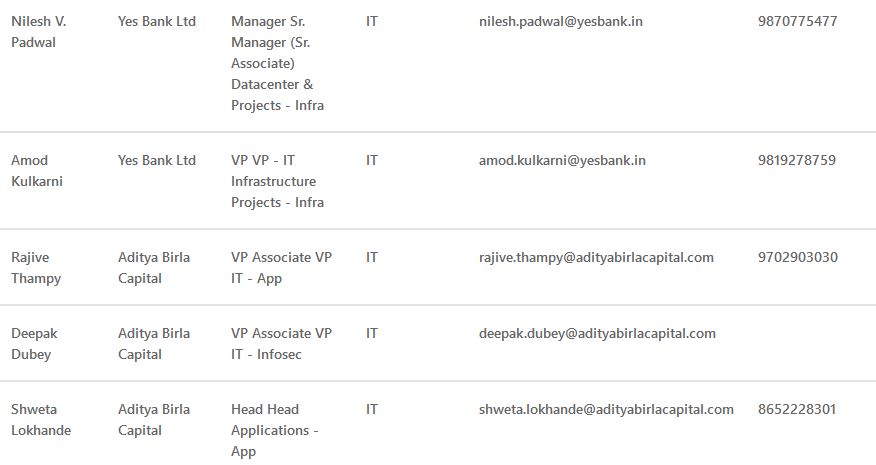 Nilesh V. Yes Bank Ltd Manager Sr. IT nilesh.padwal@yesbank.in 9870775477
Padwal Manager (Sr.
Associate)
Datacenter &
Projects - Infra
Amod Yes Bank Ltd VP VP - IT IT amod.kulkarni@yesbank.in 9819278759
Kulkarni Infrastructure
Projects - Infra
Rajive Aditya Birla VP Associate VP IT rajive.thampy@adityabirlacapital.com 9702903030
Thampy Capital IT - App
Deepak Aditya Birla VP Associate VP IT deepak.dubey@adityabirlacapital.com
Dubey Capital IT - Infosec
Shweta Aditya Birla Head Head IT shweta.lokhande@adityabirlacapital.com 8652228301
Lokhande Capital Applications -
App